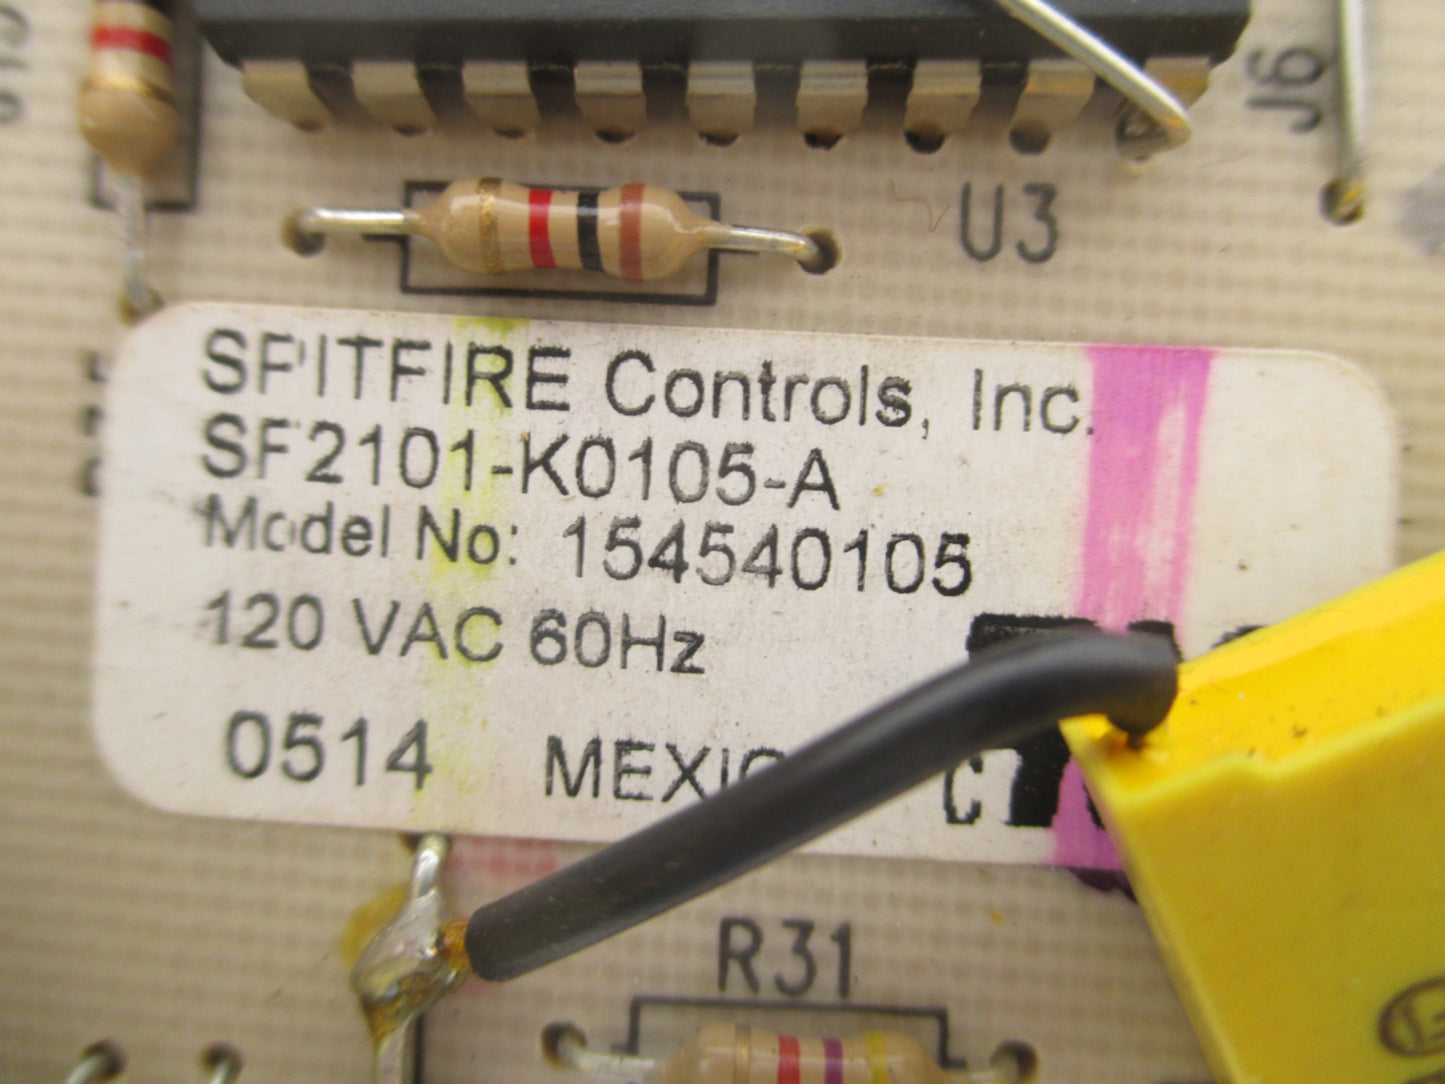 J6
U3
SPITFIRE Controls, Inc.
SF2101-K0105-A
Model No: 154540105
120 VAC 60Hz
0514
R31